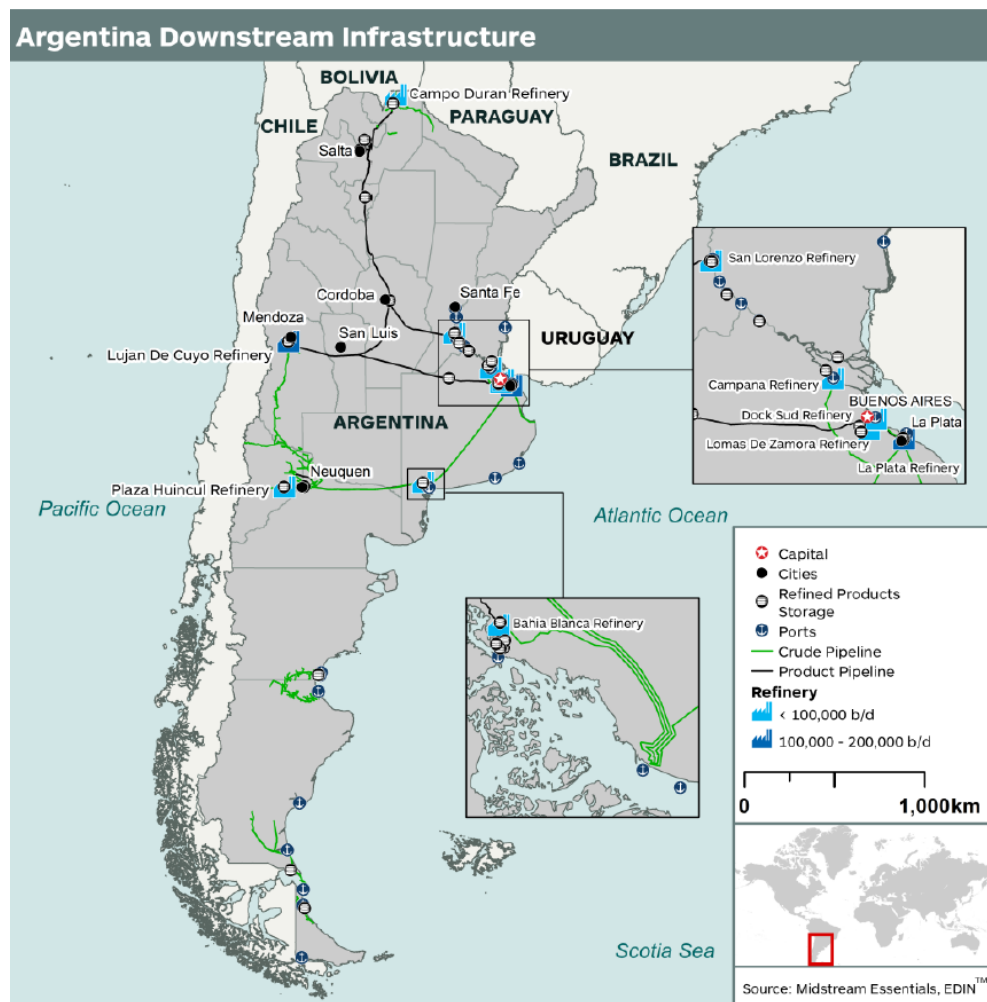 Argentina Downstream Infrastructure
BOLIVIA
Campo Duran Refinery
CHILE
PARAGUAY
Salta
BRAZIL
Cordoba
Santa Fe
Mendoza
San Luis
URUGUAY
Lujan De Cuyo Refinery
ARGENTINA
Neuquen
Plaza Huincul Refinery
Pacific Ocean
Atlantic Ocean
San Lorenzo Refinery
Campana Refinery
BUENOS AIRES
Dock Sud Refinery
La Plata
Lomas De Zamora Refinery
La Plata Refinery
Bahia Blanca Refinery
Capital
Cities
Refined Products
Storage
Ports
Crude Pipeline
Product Pipeline
Refinery
< 100,000 b/d
100,000 - 200,000 b/d
0 1,000km
Scotia Sea
Source: Midstream Essentials, EDIN™